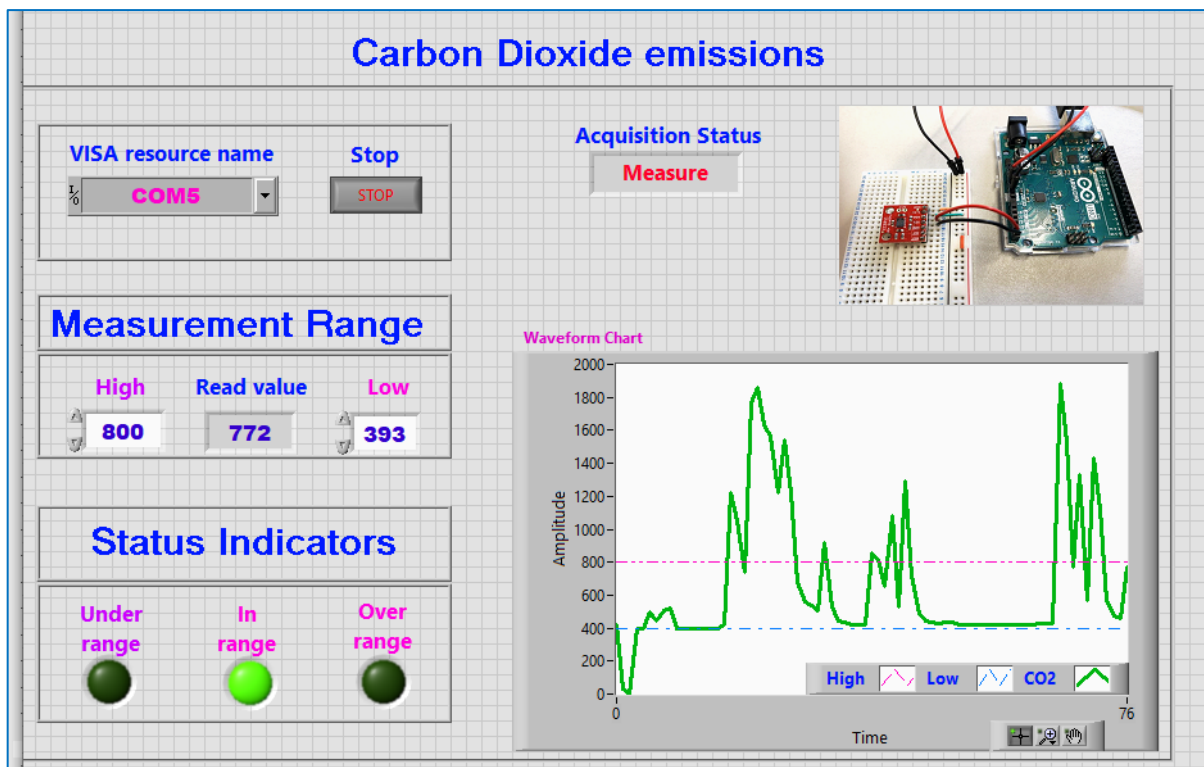 Carbon Dioxide emissions
VISA resource name
Stop
I/O
COM5
STOP
Acquisition Status
Measure
Measurement Range
High
Read value
Low
800
772
393
Status Indicators
Under
range
In
range
Over
range
Waveform Chart
2000
1800
1600
1400
1200
1000
800
600
400
200
0
Amplitude
0
76
Time
High
Low
CO2